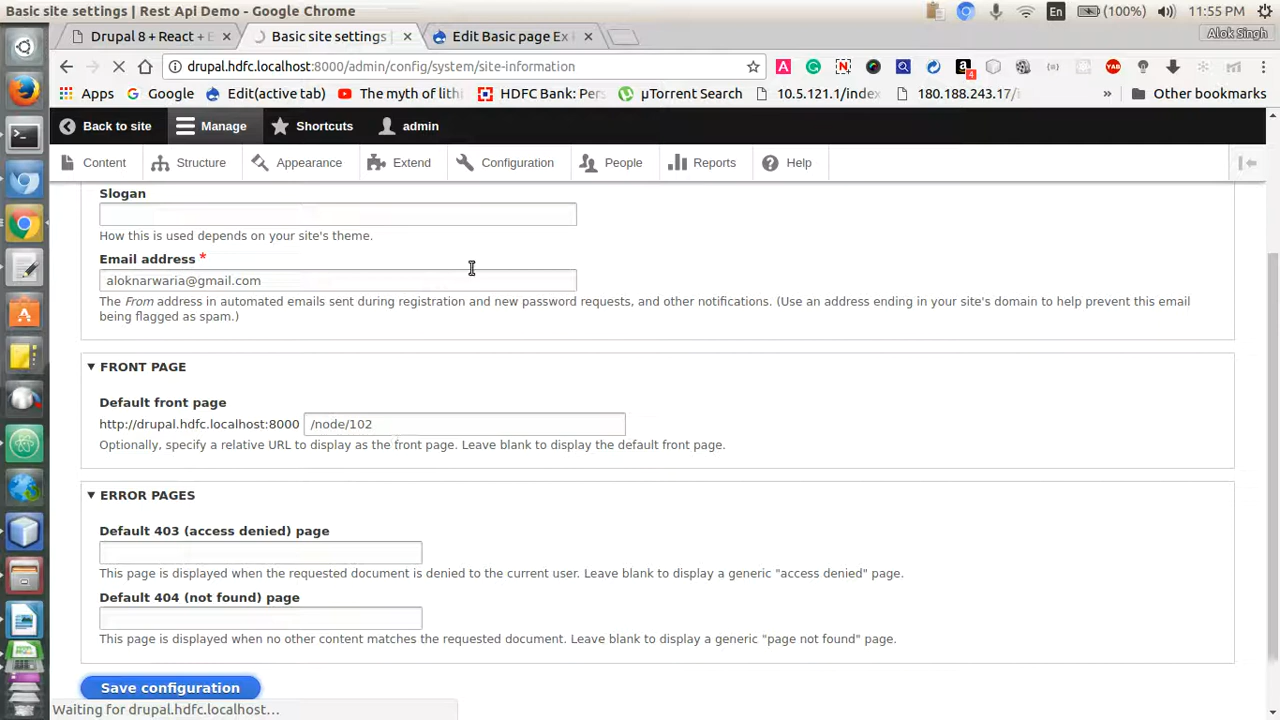 Basic site settings | Rest Api Demo - Google Chrome
En
(100%)
11:55 PM
Drupal 8 + React +
Basic site settings
Edit Basic page Ex
Alok Singh
drupal.hdfc.localhost:8000/admin/config/system/site-information
Apps
Google
Edit(active tab)
The myth of lithi
HDFC Bank: Pers
µTorrent Search
10.5.121.1/index
180.188.243.17/
»
Other bookmarks
Back to site
Manage
Shortcuts
admin
Content
Structure
Appearance
Extend
Configuration
People
Reports
Help
Slogan
How this is used depends on your site's theme.
Email address *
aloknarwaria@gmail.com
The From address in automated emails sent during registration and new password requests, and other notifications. (Use an address ending in your site's domain to help prevent this email
being flagged as spam.)
FRONT PAGE
Default front page
http://drupal.hdfc.localhost:8000 /node/102
Optionally, specify a relative URL to display as the front page. Leave blank to display the default front page.
ERROR PAGES
Default 403 (access denied) page
This page is displayed when the requested document is denied to the current user. Leave blank to display a generic "access denied" page.
Default 404 (not found) page
This page is displayed when no other content matches the requested document. Leave blank to display a generic "page not found" page.
Save configuration
Waiting for drupal.hdfc.localhost...